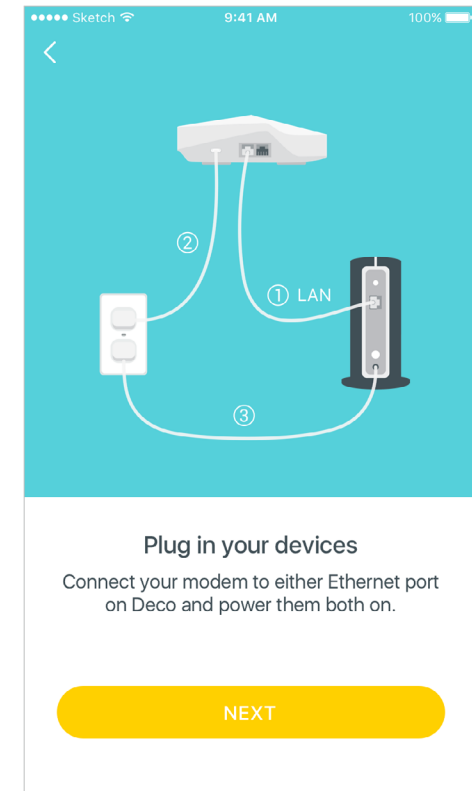 Sketch 9:41 AM 100%
②
① LAN
③
Plug in your devices
Connect your modem to either Ethernet port
on Deco and power them both on.
NEXT